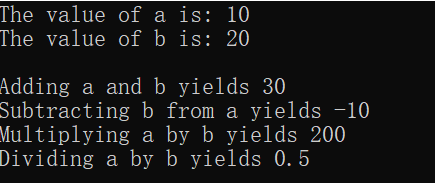 The value of a is: 10
The value of b is: 20
Adding a and b yields 30
Subtracting b from a yields -10
Multiplying a by b yields 200
Dividing a by b yields 0.5